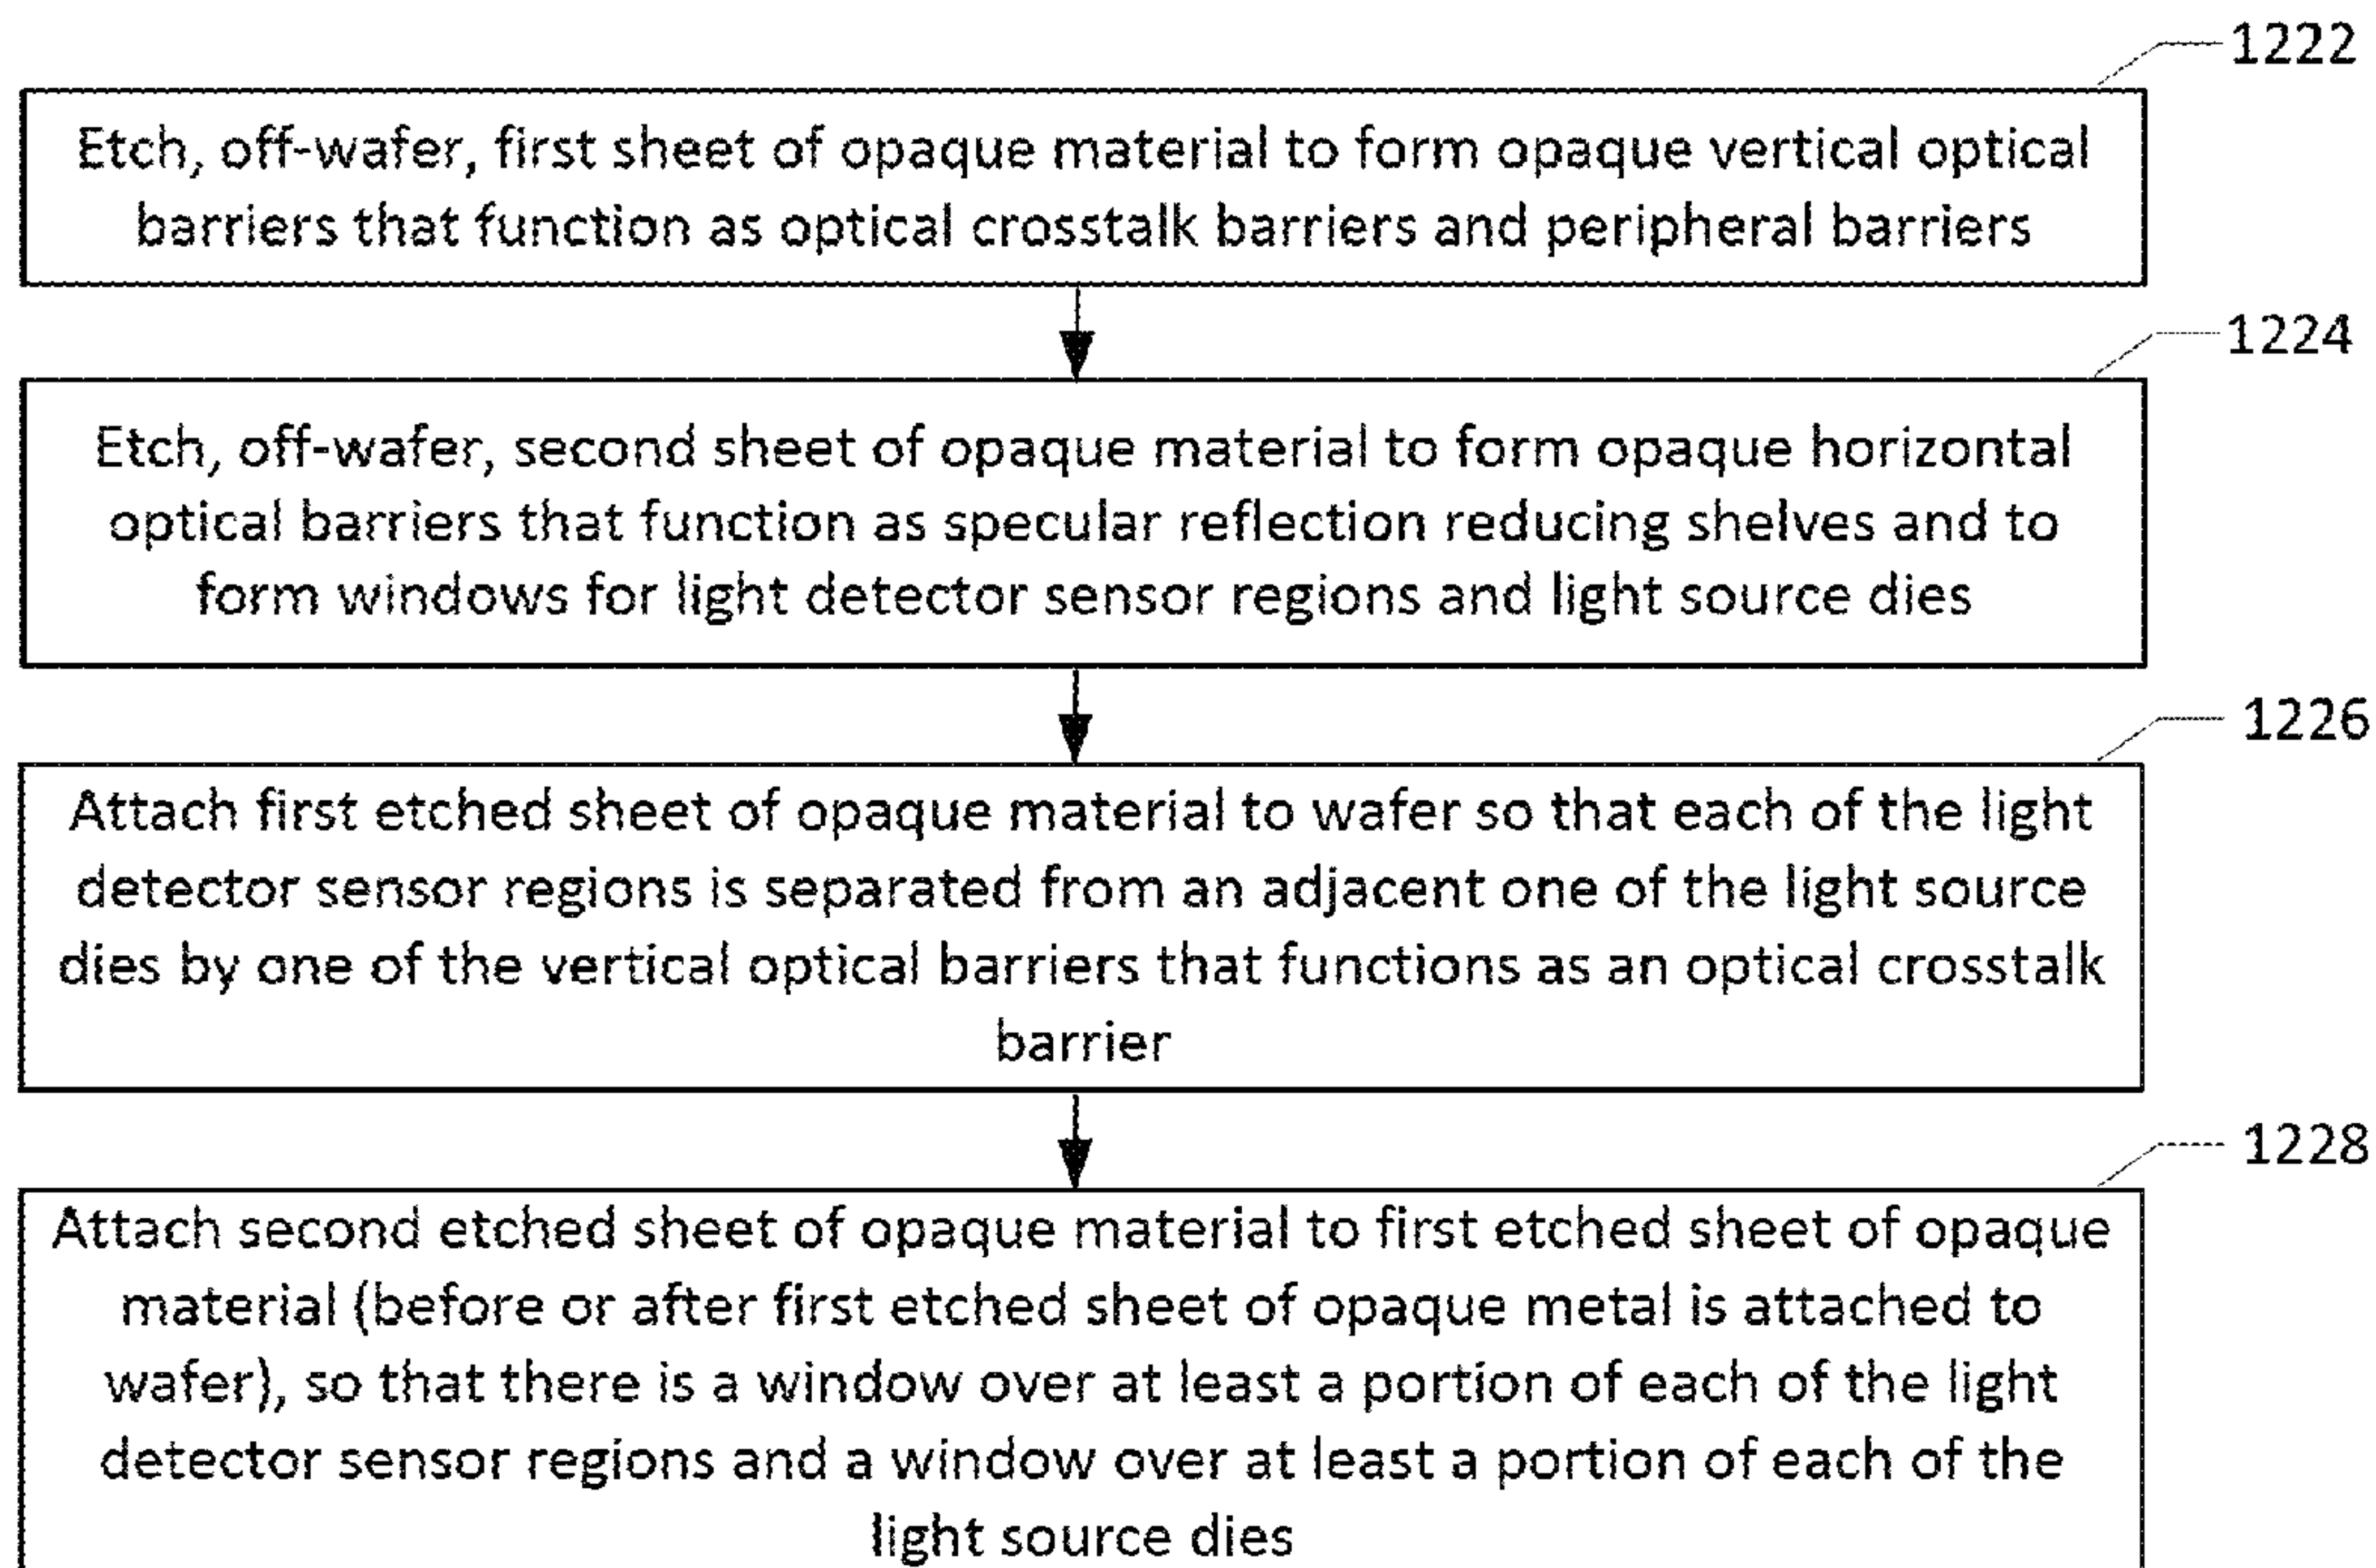 1222
Etch, off-wafer, first sheet of opaque material to form opaque vertical optical
barriers that function as optical crosstalk barriers and peripheral barriers
1224
Etch, off-wafer, second sheet of opaque material to form opaque horizontal
optical barriers that function as specular reflection reducing shelves and to
form windows for light detector sensor regions and light source dies
1226
Attach first etched sheet of opaque material to wafer so that each of the light
detector sensor regions is separated from an adjacent one of the light source
dies by one of the vertical optical barriers that functions as an optical crosstalk
barrier
1228
Attach second etched sheet of opaque material to first etched sheet of opaque
material (before or after first etched sheet of opaque metal is attached to
wafer), so that there is a window over at least a portion of each of the light
detector sensor regions and a window over at least a portion of each of the
light source dies